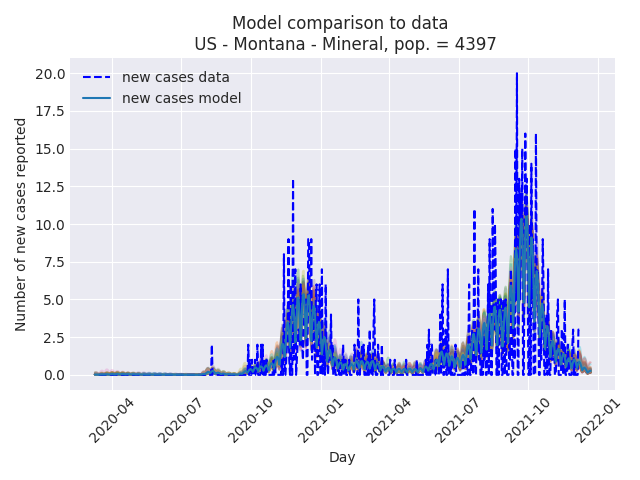 Model comparison to data
US - Montana - Mineral, pop. = 4397
new cases data
new cases model
Number of new cases reported
20.0
17.5
15.0
12.5
10.0
7.5
5.0
2.5
0.0
2020-04
2020-07
2020-10
2021-01
2021-04
2021-07
2021-10
2022-01
Day